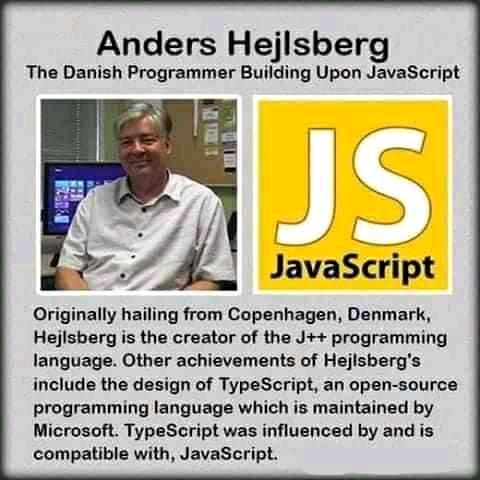 Anders Hejlsberg
The Danish Programmer Building Upon JavaScript
JS
JavaScript
Originally hailing from Copenhagen, Denmark,
Hejlsberg is the creator of the J++ programming
language. Other achievements of Hejlsberg's
include the design of TypeScript, an open-source
programming language which is maintained by
Microsoft. TypeScript was influenced by and is
compatible with, JavaScript.